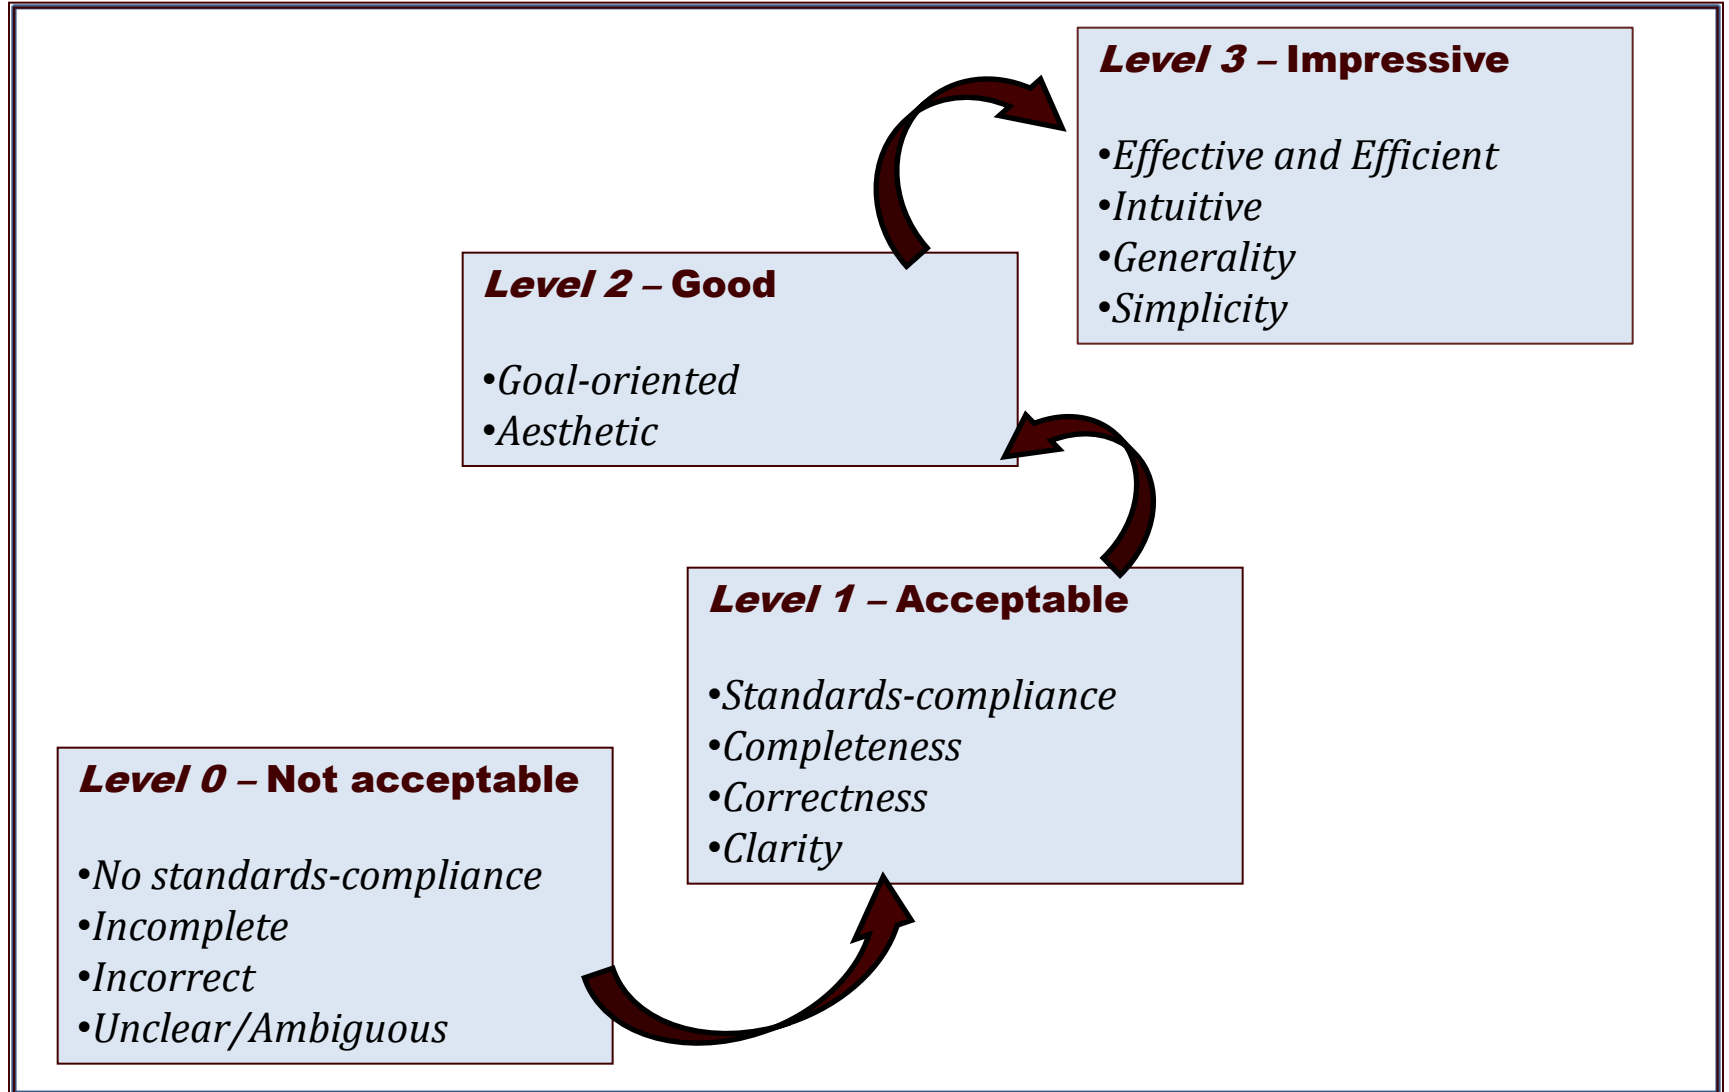 Level 3 – Impressive
•Effective and Efficient
•Intuitive
•Generality
•Simplicity
Level 2 – Good
•Goal-oriented
•Aesthetic
Level 1 – Acceptable
•Standards-compliance
•Completeness
•Correctness
•Clarity
Level 0 – Not acceptable
•No standards-compliance
•Incomplete
•Incorrect
•Unclear/Ambiguous